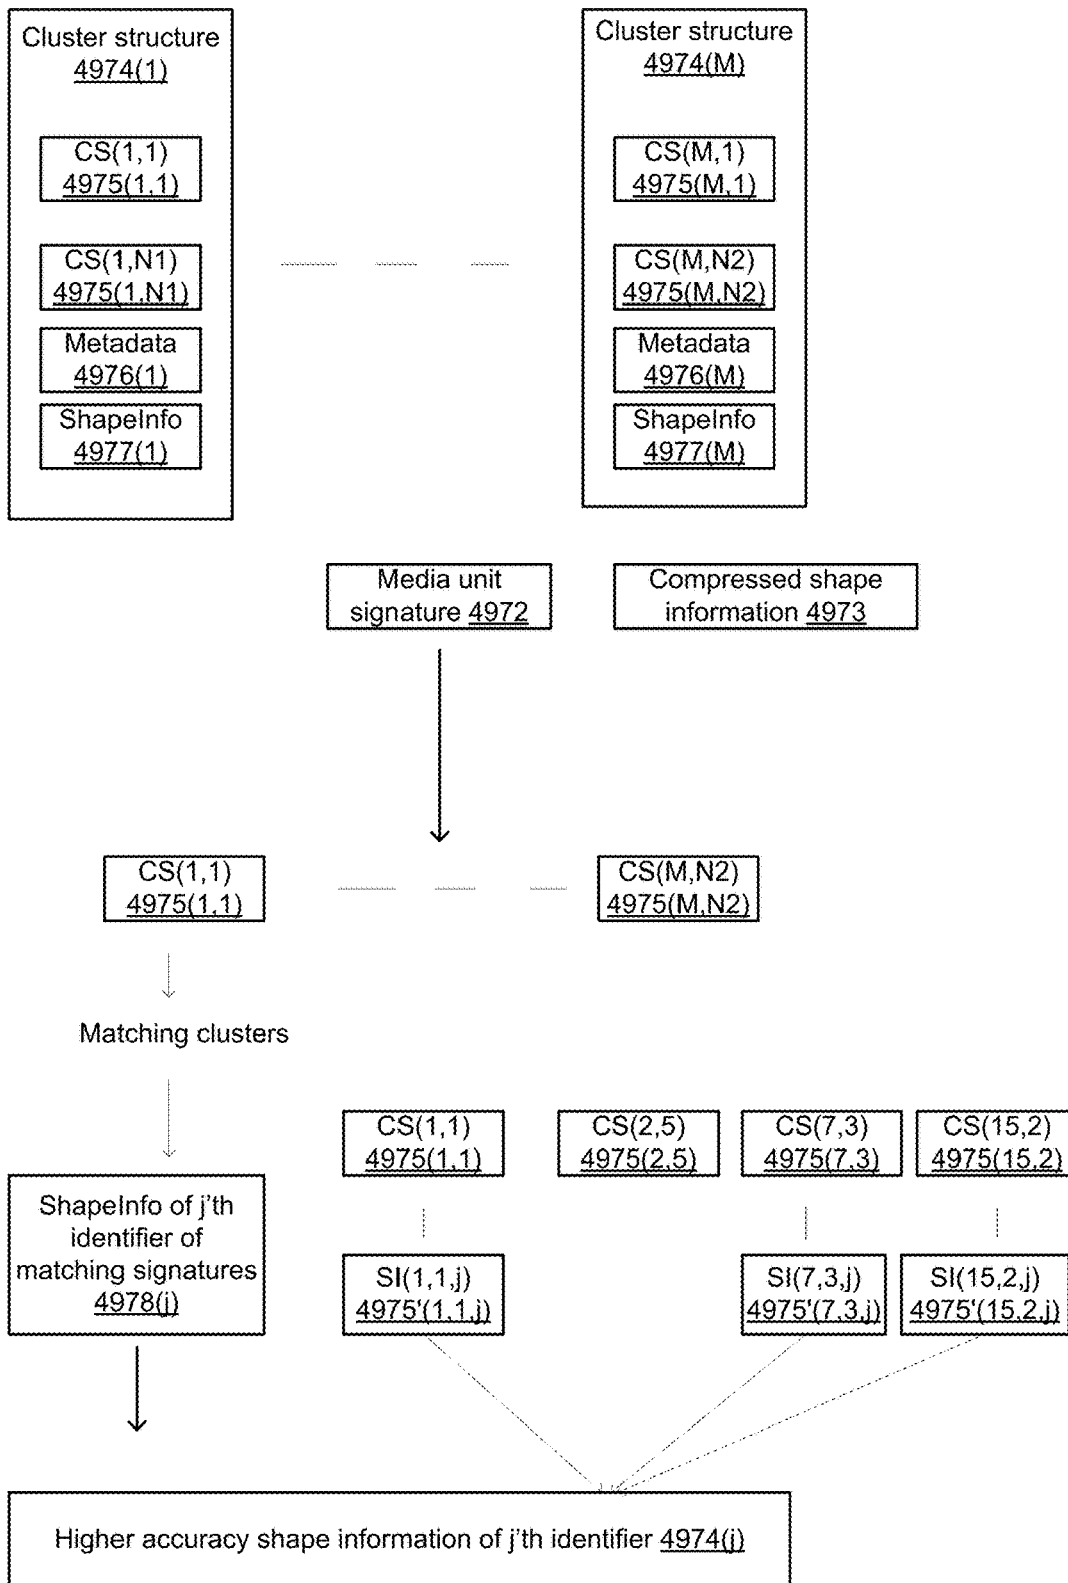 Cluster structure
4974(1)
CS(1,1)
4975(1,1)
CS(1,N1)
4975(1,N1)
Metadata
4976(1)
ShapeInfo
4977(1)
Cluster structure
4974(M)
CS(M,1)
4975(M,1)
CS(M,N2)
4975(M,N2)
Metadata
4976(M)
ShapeInfo
4977(M)
Media unit
signature 4972
Compressed shape
information 4973
CS(1,1)
4975(1,1)
CS(M,N2)
4975(M,N2)
Matching clusters
ShapeInfo of j'th
identifier of
matching signatures
4978(j)
CS(1,1)
4975(1,1)
CS(2,5)
4975(2,5)
CS(7,3)
4975(7,3)
CS(15,2)
4975(15,2)
SI(1,1,j)
4975'(1,1,j)
SI(7,3,j)
4975'(7,3,j)
SI(15,2,j)
4975'(15,2,j)
Higher accuracy shape information of j'th identifier 4974(j)